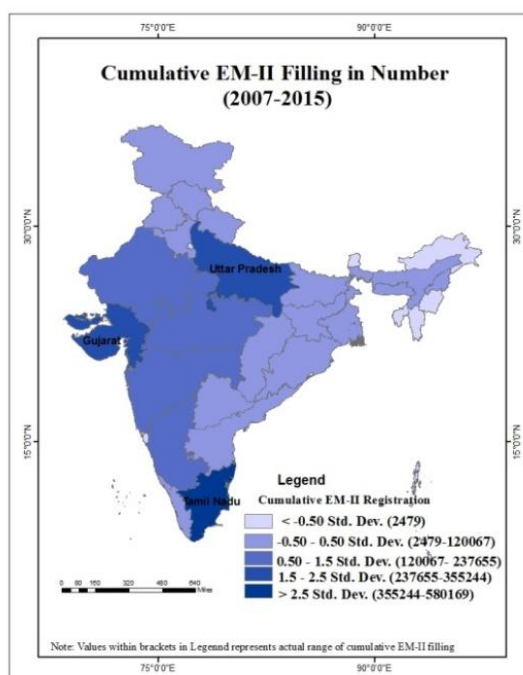 75°0'0"E 90°0'0"E
Cumulative EM-II Filling in Number
(2007-2015)
30°0'0"N 30°0'0"N
Uttar Pradesh
Gujarat
15°0'0"N 15°0'0"N
Legend
Tamil Nadu
Cumulative EM-II Registration
< -0.50 Std. Dev. (2479)
-0.50 - 0.50 Std. Dev. (2479-120067)
0.50 - 1.5 Std. Dev. (120067- 237655)
1.5 - 2.5 Std. Dev. (237655-355244)
> 2.5 Std. Dev. (355244-580169)
0 80 160 320 480 640
Miles
Note: Values within brackets in Legennd represents actual range of cumulative EM-II filling
75°0'0"E 90°0'0"E